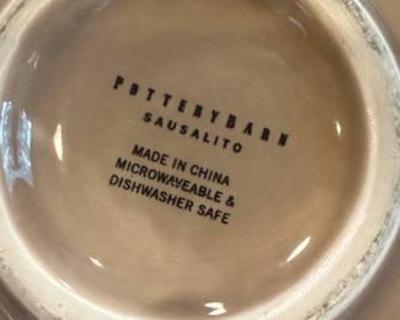 POTTERYBARN
SAUSALITO
MADE IN CHINA
MICROWAVEABLE &
DISHWASHER SAFE